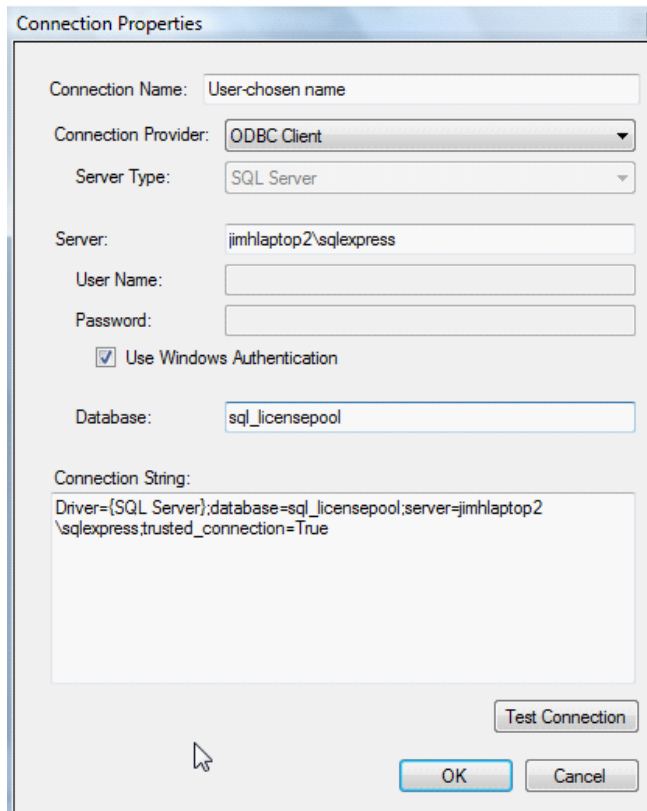 Connection Properties
Connection Name: User-chosen name
Connection Provider: ODBC Client
Server Type: SQL Server
Server: jimhlaptop2\sqlexpress
User Name:
Password:
Use Windows Authentication
Database: sql_licensepool
Connection String:
Driver={SQL Server};database=sql_licensepool;server=jimhlaptop2
\sqlexpress;trusted_connection=True
Test Connection
OK Cancel